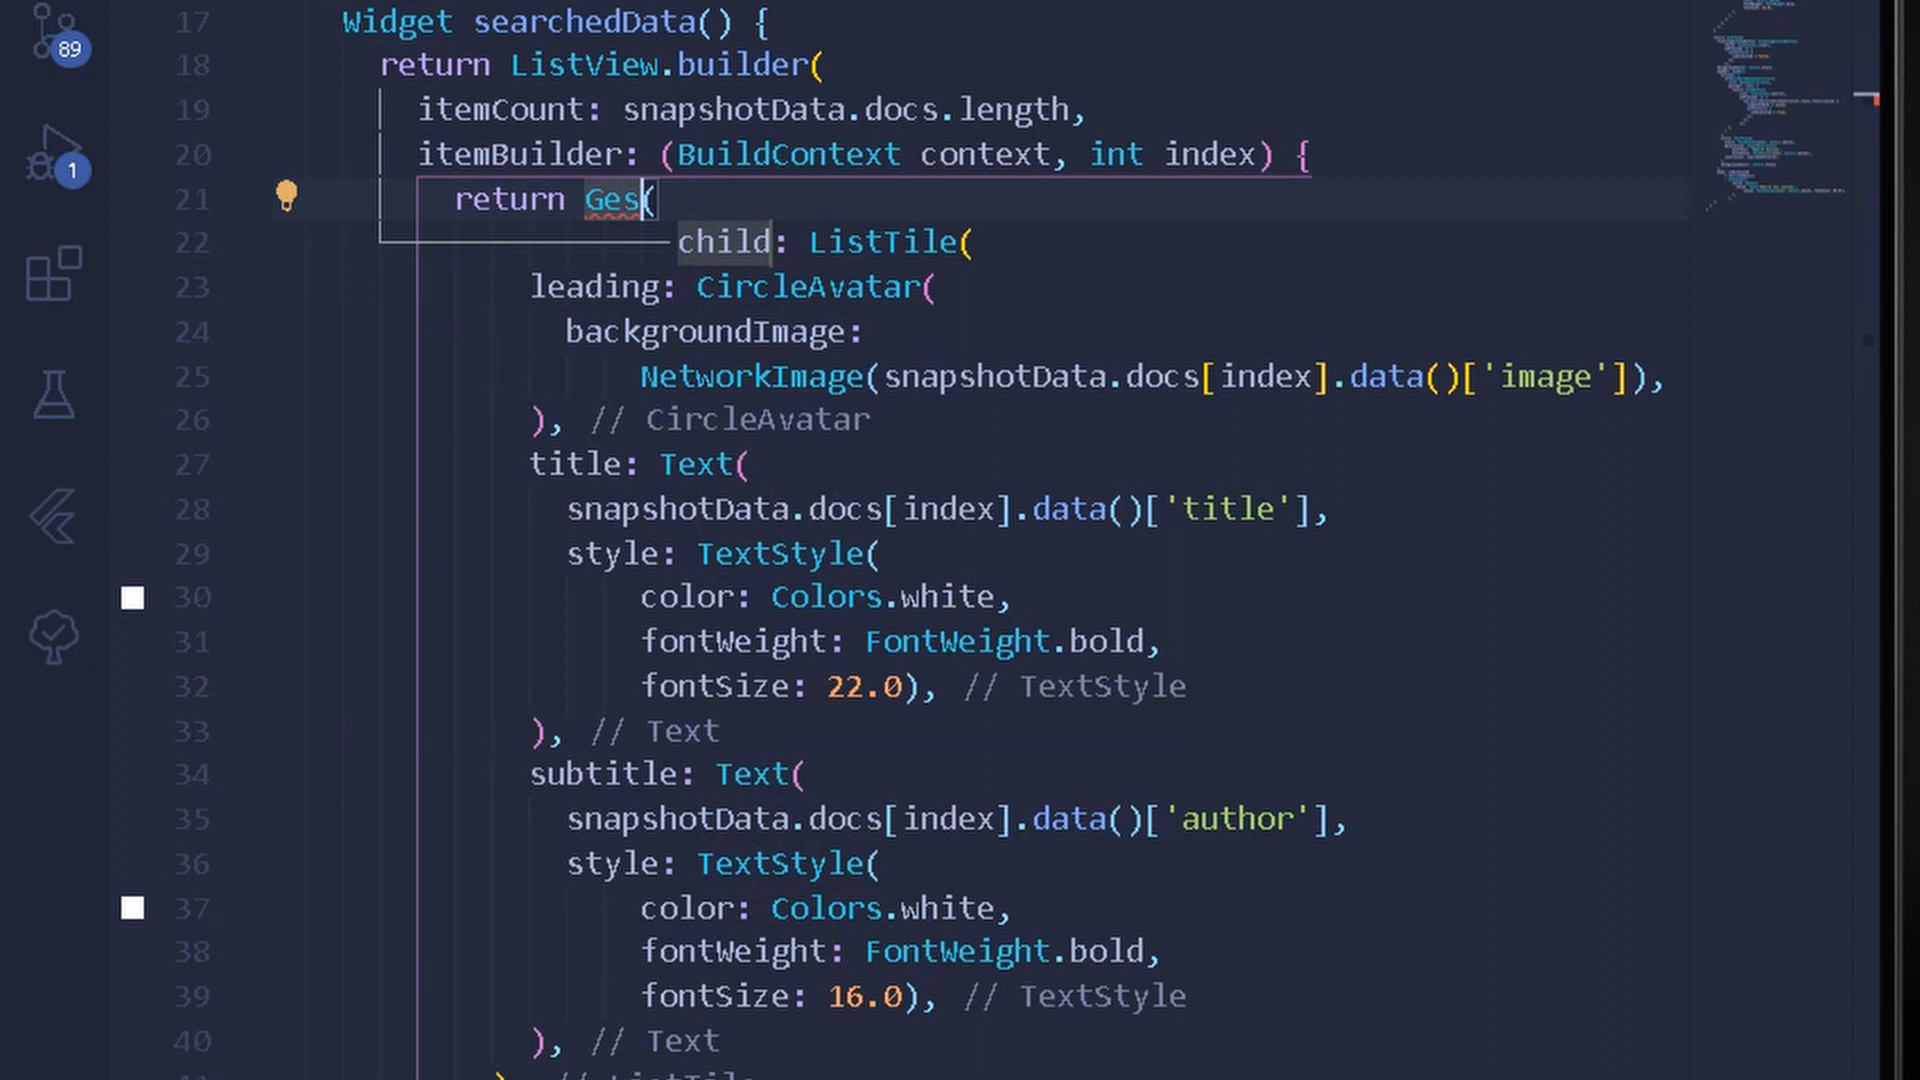 89
1
17 Widget searchedData() {
18 return ListView.builder(
19 itemCount: snapshotData.docs.length,
20 itemBuilder: (BuildContext context, int index) {
21 return Ges(
22 child: ListTile(
23 leading: CircleAvatar(
24 backgroundImage:
25 NetworkImage(snapshotData.docs[index].data()['image']),
26 ), // CircleAvatar
27 title: Text(
28 snapshotData.docs[index].data()['title'],
29 style: TextStyle(
30 color: Colors.white,
31 fontWeight: FontWeight.bold,
32 fontSize: 22.0), // TextStyle
33 ), // Text
34 subtitle: Text(
35 snapshotData.docs[index].data()['author'],
36 style: TextStyle(
37 color: Colors.white,
38 fontWeight: FontWeight.bold,
39 fontSize: 16.0), // TextStyle
40 ), // Text